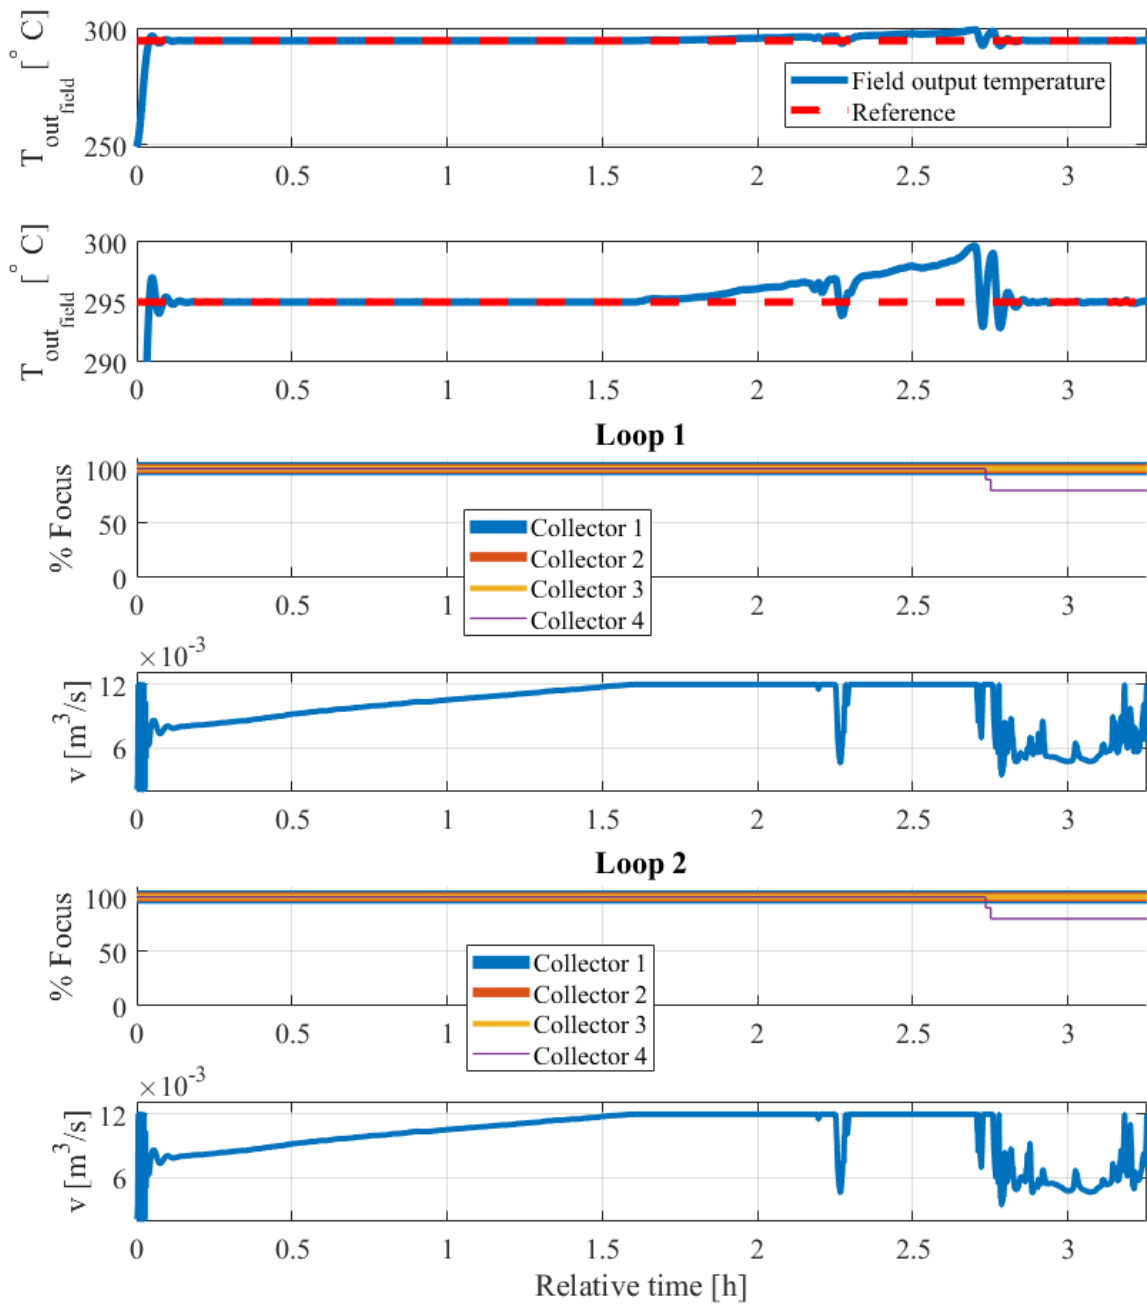 T_out_field [° C]
300
250
Field output temperature
Reference
0 0.5 1 1.5 2 2.5 3
T_out_field [° C]
300
295
290
0 0.5 1 1.5 2 2.5 3
Loop 1
% Focus
100
50
0
Collector 1
Collector 2
Collector 3
Collector 4
0 0.5 1 1.5 2 2.5 3
×10^-3
v [m^3/s]
12
6
0 0.5 1 1.5 2 2.5 3
Loop 2
% Focus
100
50
0
Collector 1
Collector 2
Collector 3
Collector 4
0 0.5 1 1.5 2 2.5 3
×10^-3
v [m^3/s]
12
6
0 0.5 1 1.5 2 2.5 3
Relative time [h]